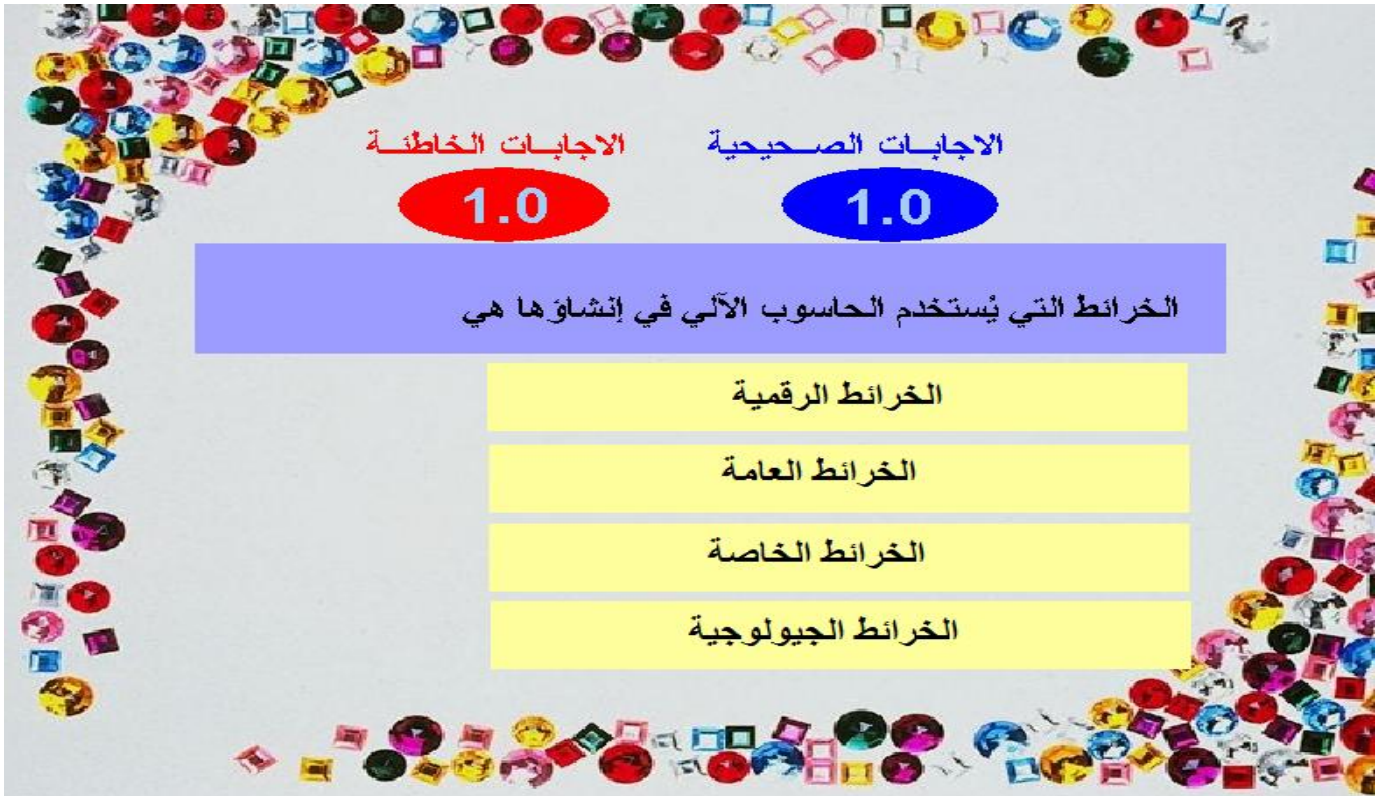 الاجابات الصحيحية
الاجابات الخاطئة
1.0
1.0
الخرائط التي يُستخدم الحاسوب الآلي في إنشاؤها هي
الخرائط الرقمية
الخرائط العامة
الخرائط الخاصة
الخرائط الجيولوجية